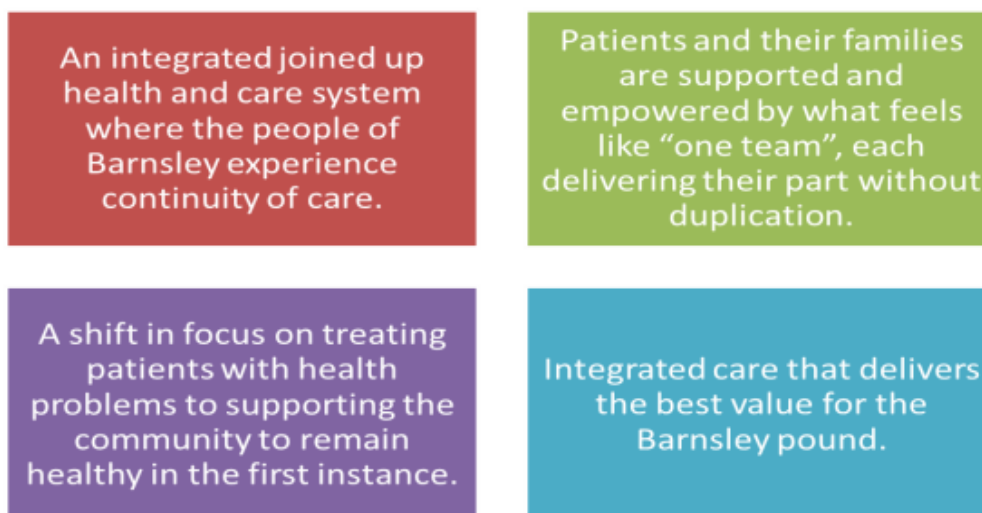 An integrated joined up
health and care system
where the people of
Barnsley experience
continuity of care.
Patients and their families
are supported and
empowered by what feels
like “one team”, each
delivering their part without
duplication.
A shift in focus on treating
patients with health
problems to supporting the
community to remain
healthy in the first instance.
Integrated care that delivers
the best value for the
Barnsley pound.